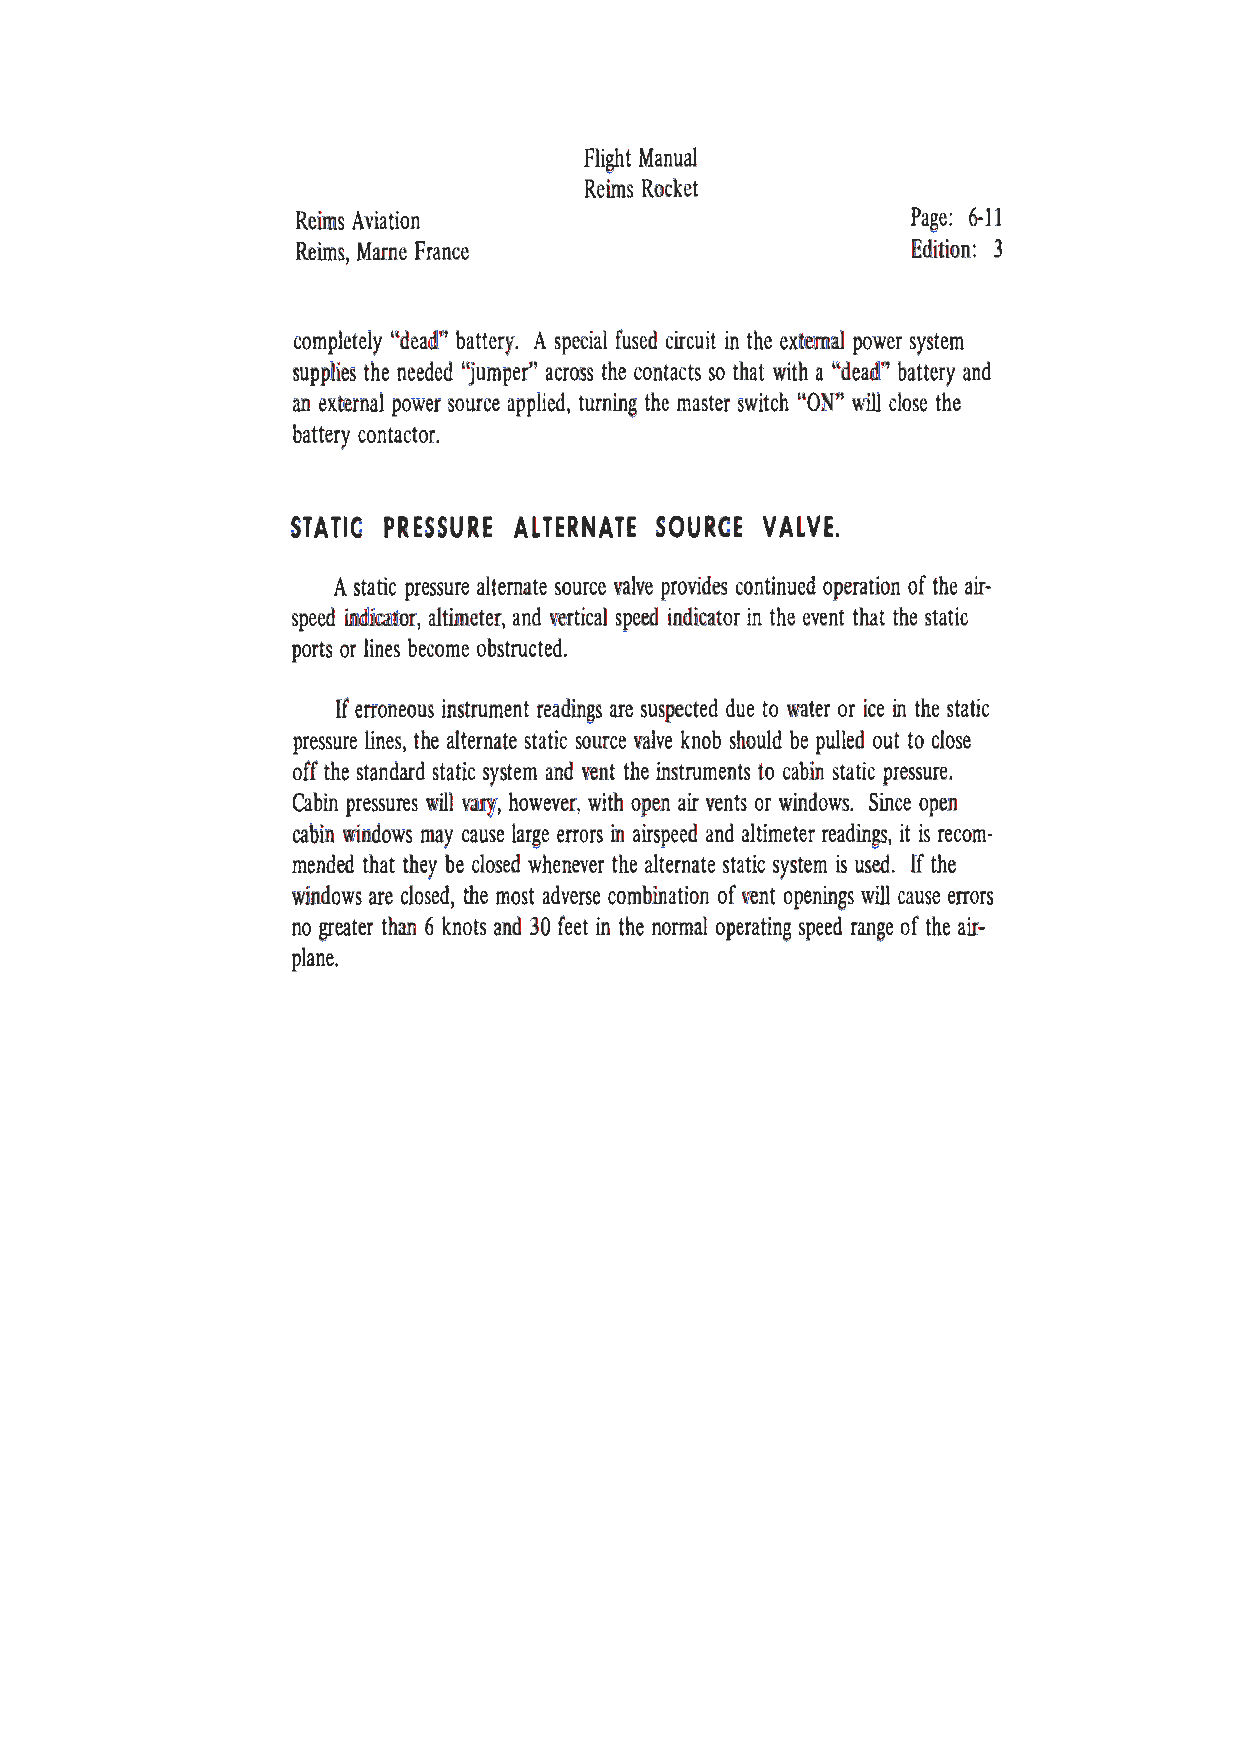 Flight Manual
Reims Rocket
Reims Aviation
Page: 6-11
Reims, Marne France
Edition: 3
completely “dead” battery. A special fused circuit in the external power system
supplies the needed “jumper” across the contacts so that with a “dead” battery and
an external power source applied, turning the master switch “ON” will close the
battery contactor.
STATIC PRESSURE ALTERNATE SOURCE VALVE.
A static pressure alternate source valve provides continued operation of the air-
speed indicator, altimeter, and vertical speed indicator in the event that the static
ports or lines become obstructed.
If erroneous instrument readings are suspected due to water or ice in the static
pressure lines, the alternate static source valve knob should be pulled out to close
off the standard static system and vent the instruments to cabin static pressure.
Cabin pressures will vary, however, with open air vents or windows. Since open
cabin windows may cause large errors in airspeed and altimeter readings, it is recom-
mended that they be closed whenever the alternate static system is used. If the
windows are closed, the most adverse combination of vent openings will cause errors
no greater than 6 knots and 30 feet in the normal operating speed range of the air-
plane.